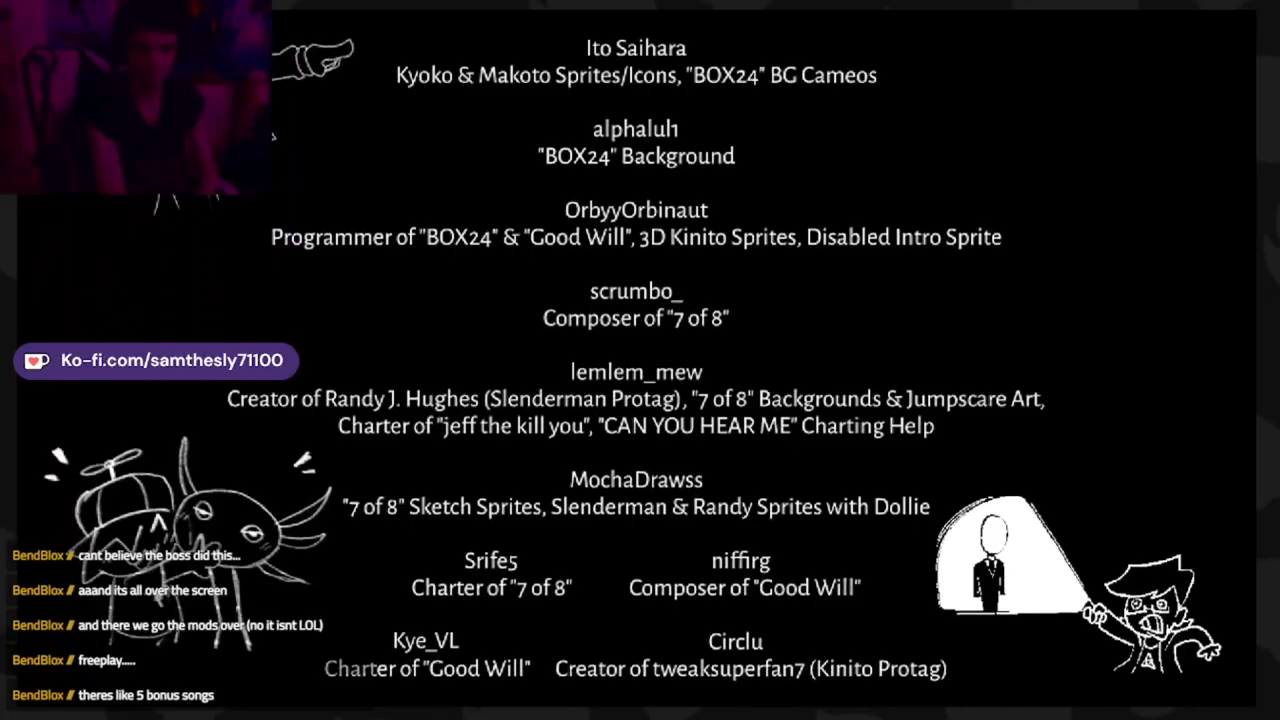 Ito Saihara
Kyoko & Makoto Sprites/Icons, "BOX24" BG Cameos
alphalul1
"BOX24" Background
OrbyyOrbinaut
Programmer of "BOX24" & "Good Will", 3D Kinito Sprites, Disabled Intro Sprite
scrumbo_
Composer of "7 of 8"
Ko-fi.com/samthesly71100
lemlem_mew
Creator of Randy J. Hughes (Slenderman Protag), "7 of 8" Backgrounds & Jumpscare Art,
Charter of "jeff the kill you", "CAN YOU HEAR ME" Charting Help
MochaDrawss
"7 of 8" Sketch Sprites, Slenderman & Randy Sprites with Dollie
Srife5
Charter of "7 of 8"
niffirg
Composer of "Good Will"
Kye_VL
Charter of "Good Will"
Circlu
Creator of tweaksuperfan7 (Kinito Protag)
BendBlox // cant believe the boss did this...
BendBlox // aaand its all over the screen
BendBlox // and there we go the mods over (no it isnt LOL)
BendBlox // freeplay.....
BendBlox // theres like 5 bonus songs